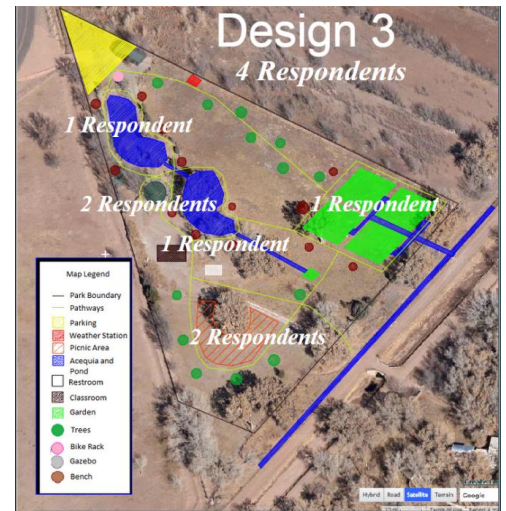 Design 3
4 Respondents
1 Respondent
2 Respondents
1 Respondent
1 Respondent
2 Respondents
Map Legend
Park Boundary
Pathways
Parking
Weather Station
Picnic Area
Acequia and
Pond
Restroom
Classroom
Garden
Trees
Bike Rack
Gazebo
Bench
Hybrid Road Satellite Terrain Google